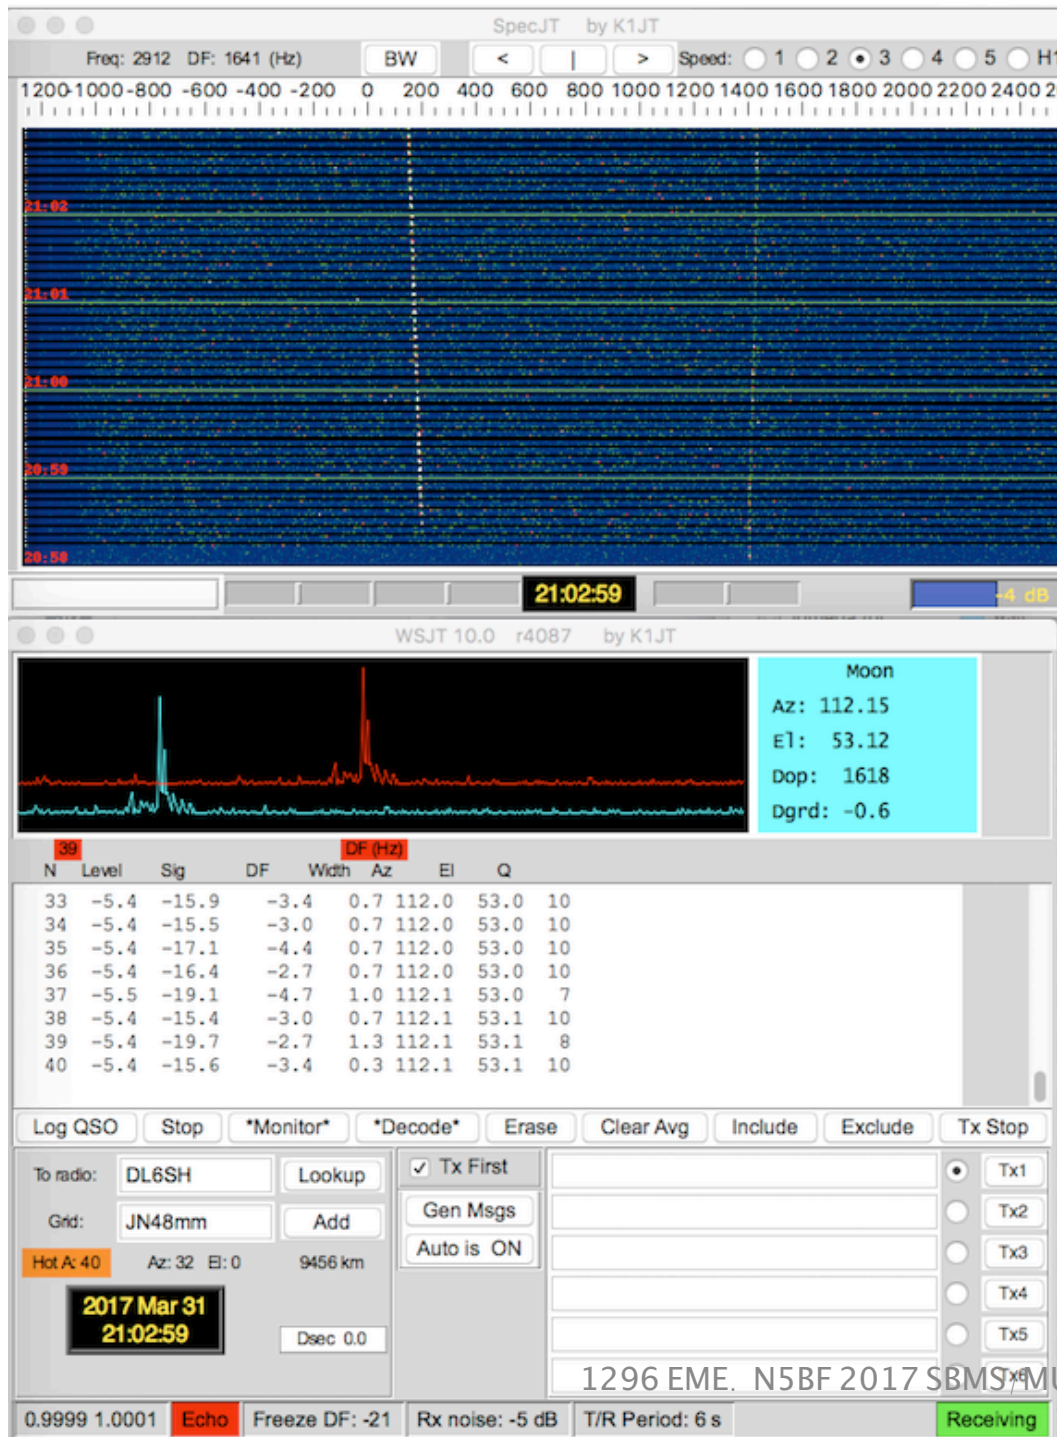 SpecJT by K1JT
Freq: 2912 DF: 1641 (Hz) BW < | > Speed: 1 2 3 4 5 H1
1200 -1000 -800 -600 -400 -200 0 200 400 600 800 1000 1200 1400 1600 1800 2000 2200 2400
21:02
21:01
21:00
20:59
20:58
21:02:59 -4 dB
WSJT 10.0 r4087 by K1JT
Moon
Az: 112.15
El: 53.12
Dop: 1618
Dgrd: -0.6
39 DF (Hz)
N Level Sig DF Width Az El Q
33 -5.4 -15.9 -3.4 0.7 112.0 53.0 10
34 -5.4 -15.5 -3.0 0.7 112.0 53.0 10
35 -5.4 -17.1 -4.4 0.7 112.0 53.0 10
36 -5.4 -16.4 -2.7 0.7 112.0 53.0 10
37 -5.5 -19.1 -4.7 1.0 112.1 53.0 7
38 -5.4 -15.4 -3.0 0.7 112.1 53.1 10
39 -5.4 -19.7 -2.7 1.3 112.1 53.1 8
40 -5.4 -15.6 -3.4 0.3 112.1 53.1 10
Log QSO Stop *Monitor* *Decode* Erase Clear Avg Include Exclude Tx Stop
To radio: DL6SH Lookup Tx First Tx1
Grid: JN48mm Add Gen Msgs Tx2
Hot A: 40 Az: 32 El: 0 9456 km Auto is ON Tx3
2017 Mar 31 Tx4
21:02:59 Dsec 0.0 Tx5
Tx6
1296 EME. N5BF 2017 SBMS/MU
0.9999 1.0001 Echo Freeze DF: -21 Rx noise: -5 dB T/R Period: 6 s Receiving